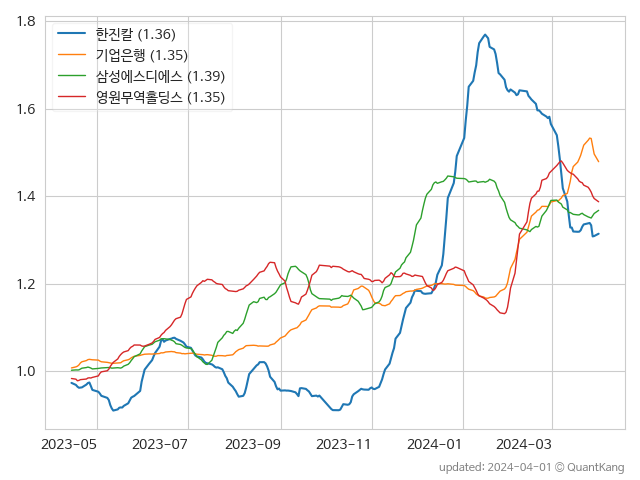 1.8
1.6
1.4
1.2
1.0
한진칼 (1.36)
기업은행 (1.35)
삼성에스디에스 (1.39)
영원무역홀딩스 (1.35)
2023-05 2023-07 2023-09 2023-11 2024-01 2024-03
updated: 2024-04-01 © QuantKang